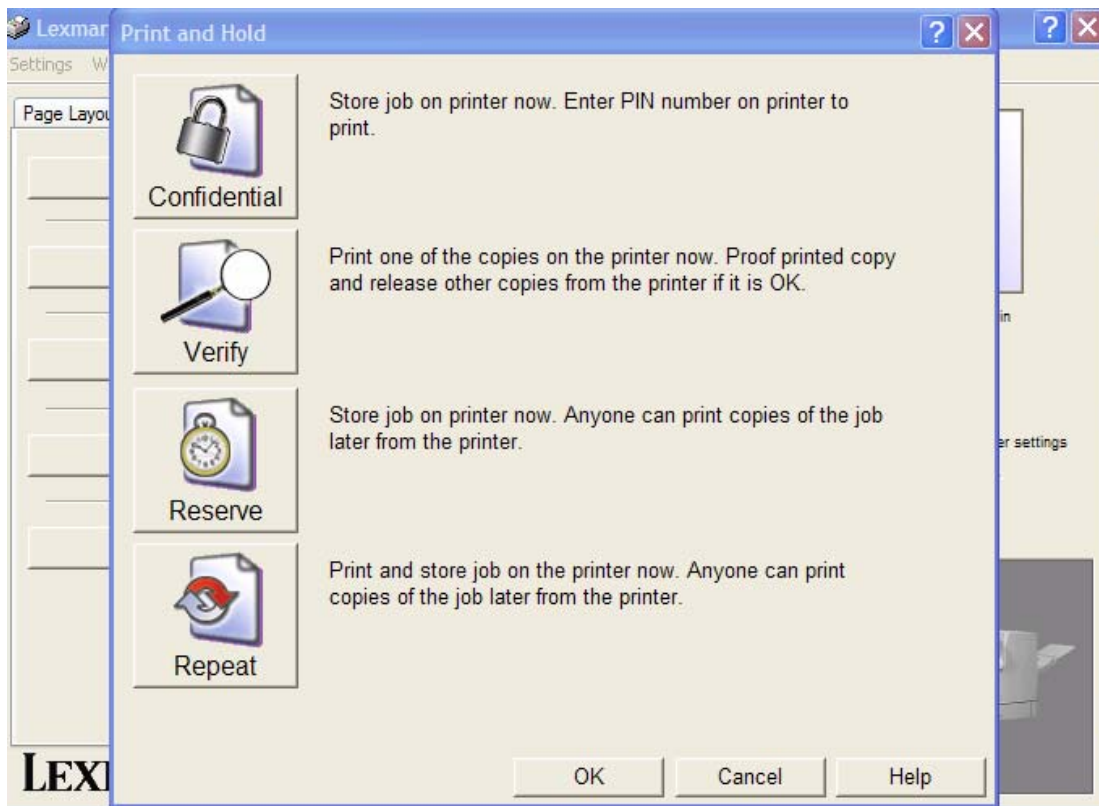 Lexmar
Print and Hold
Settings W
Page Layou
Store job on printer now. Enter PIN number on printer to
print.
Confidential
Print one of the copies on the printer now. Proof printed copy
and release other copies from the printer if it is OK.
in
Verify
Store job on printer now. Anyone can print copies of the job
later from the printer.
er settings
Reserve
Print and store job on the printer now. Anyone can print
copies of the job later from the printer.
Repeat
LEX
OK Cancel Help